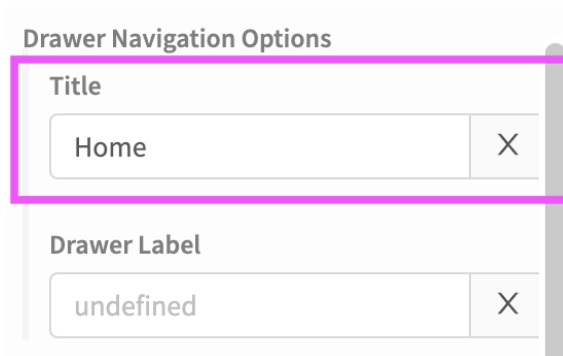 Drawer Navigation Options
Title
Home X
Drawer Label
undefined X